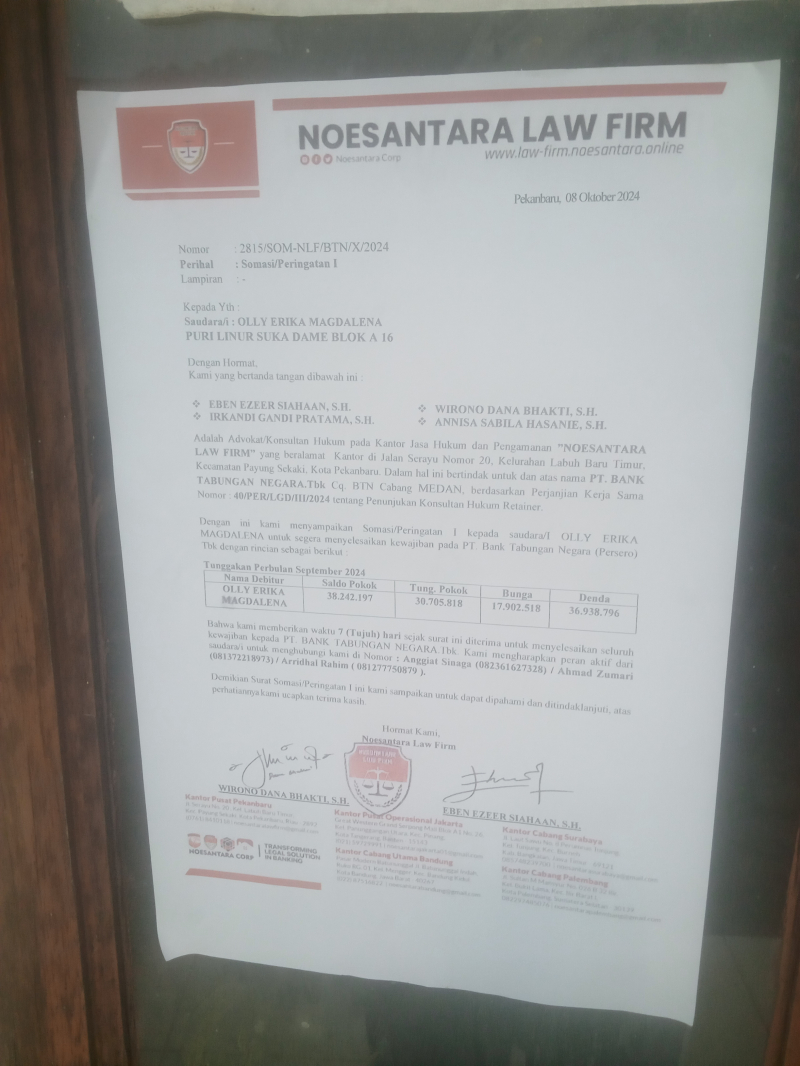 NOESANTARA LAW FIRM
Noesantara Corp
www.law-firm.noesantara.online
Pekanbaru, 08 Oktober 2024
Nomor : 2815/SOM-NLF/BTN/X/2024
Perihal : Somasi/Peringatan I
Lampiran : -
Kepada Yth :
Saudara/i : OLLY ERIKA MAGDALENA
PURI LINUR SUKA DAME BLOK A 16
Dengan Hormat,
Kami yang bertanda tangan dibawah ini :
❖ EBEN EZEER SIAHAAN, S.H. ❖ WIRONO DANA BHAKTI, S.H.
❖ IRKANDI GANDI PRATAMA, S.H. ❖ ANNISA SABILA HASANIE, S.H.
Adalah Advokat/Konsultan Hukum pada Kantor Jasa Hukum dan Pengamanan "NOESANTARA
LAW FIRM" yang beralamat Kantor di Jalan Serayu Nomor 20, Kelurahan Labuh Baru Timur,
Kecamatan Payung Sekaki, Kota Pekanbaru. Dalam hal ini bertindak untuk dan atas nama PT. BANK
TABUNGAN NEGARA.Tbk Cq. BTN Cabang MEDAN, berdasarkan Perjanjian Kerja Sama
Nomor : 40/PER/LGD/III/2024 tentang Penunjukan Konsultan Hukum Retainer.
Dengan ini kami menyampaikan Somasi/Peringatan I kepada saudara/I OLLY ERIKA
MAGDALENA untuk segera menyelesaikan kewajiban pada PT. Bank Tabungan Negara (Persero)
Tbk dengan rincian sebagai berikut :
Tunggakan Perbulan September 2024
Nama Debitur Saldo Pokok Tung. Pokok Bunga Denda
OLLY ERIKA 38.242.197 30.705.818 17.902.518 36.938.796
MAGDALENA
Bahwa kami memberikan waktu 7 (Tujuh) hari sejak surat ini diterima untuk menyelesaikan seluruh
kewajiban kepada PT. BANK TABUNGAN NEGARA.Tbk. Kami mengharapkan peran aktif dari
saudara/i untuk menghubungi kami di Nomor : Anggiat Sinaga (082361627328) / Ahmad Zumari
(081372218973) / Arridhal Rahim ( 081277750879 ).
Demikian Surat Somasi/Peringatan I ini kami sampaikan untuk dapat dipahami dan ditindaklanjuti, atas
perhatiannya kami ucapkan terima kasih.
Hormat Kami,
Noesantara Law Firm
NOESANTARA
LAW FIRM
WIRONO DANA BHAKTI, S.H.
EBEN EZEER SIAHAAN, S.H.
Kantor Pusat Pekanbaru
Kantor Pusat Operasional Jakarta
Kantor Cabang Utama Bandung
Kantor Cabang Surabaya
Kantor Cabang Palembang
NOESANTARA CORP
TRANSFORMING
LEGAL SOLUTION
IN BANKING